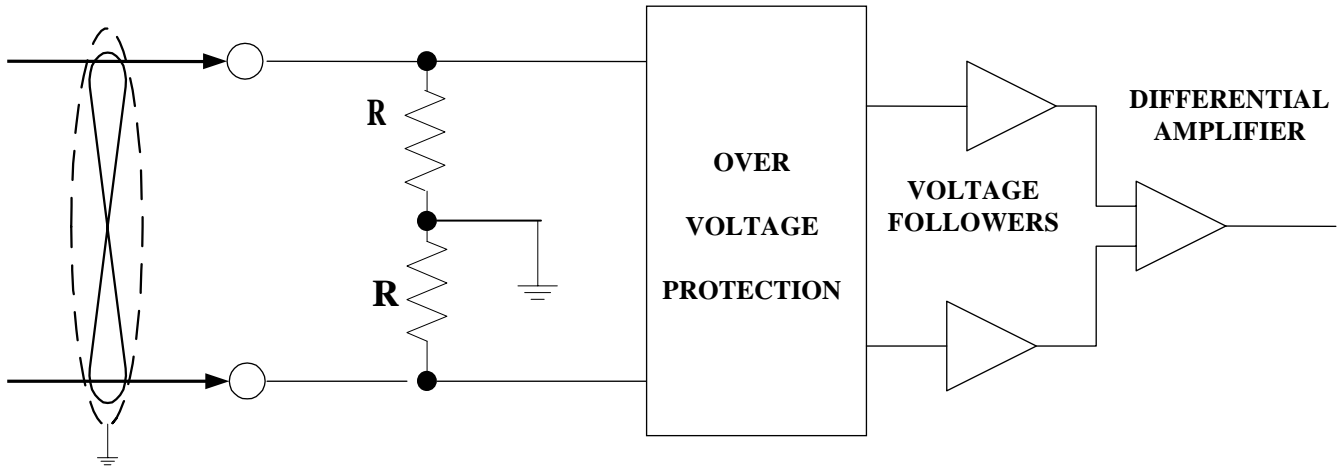 R
R
OVER
VOLTAGE
PROTECTION
VOLTAGE
FOLLOWERS
DIFFERENTIAL
AMPLIFIER